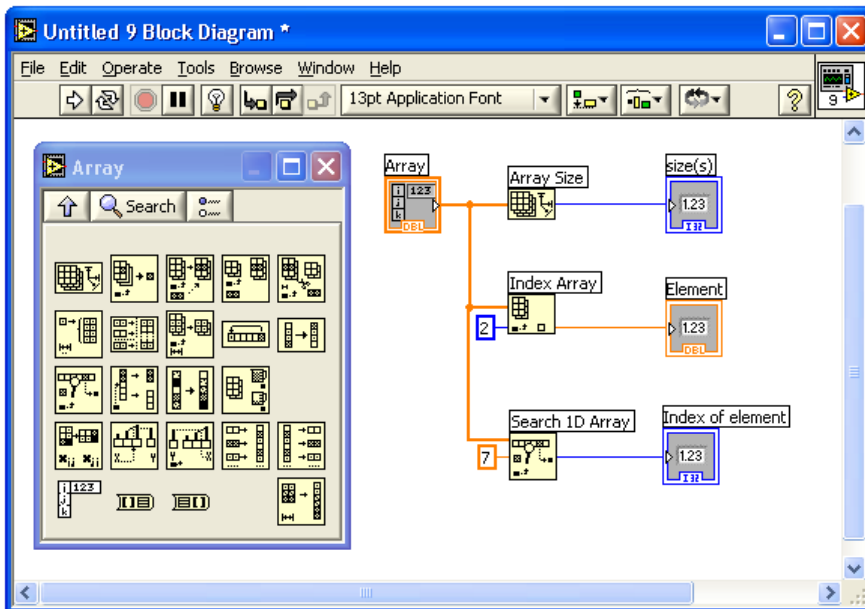 Untitled 9 Block Diagram *
File Edit Operate Tools Browse Window Help
13pt Application Font
?
9
Array
Search
i 123
j
k
Array
i 123
j
k
DBL
Array Size
size(s)
1.23
I32
Index Array
2
Element
1.23
DBL
Search 1D Array
7
Index of element
1.23
I32